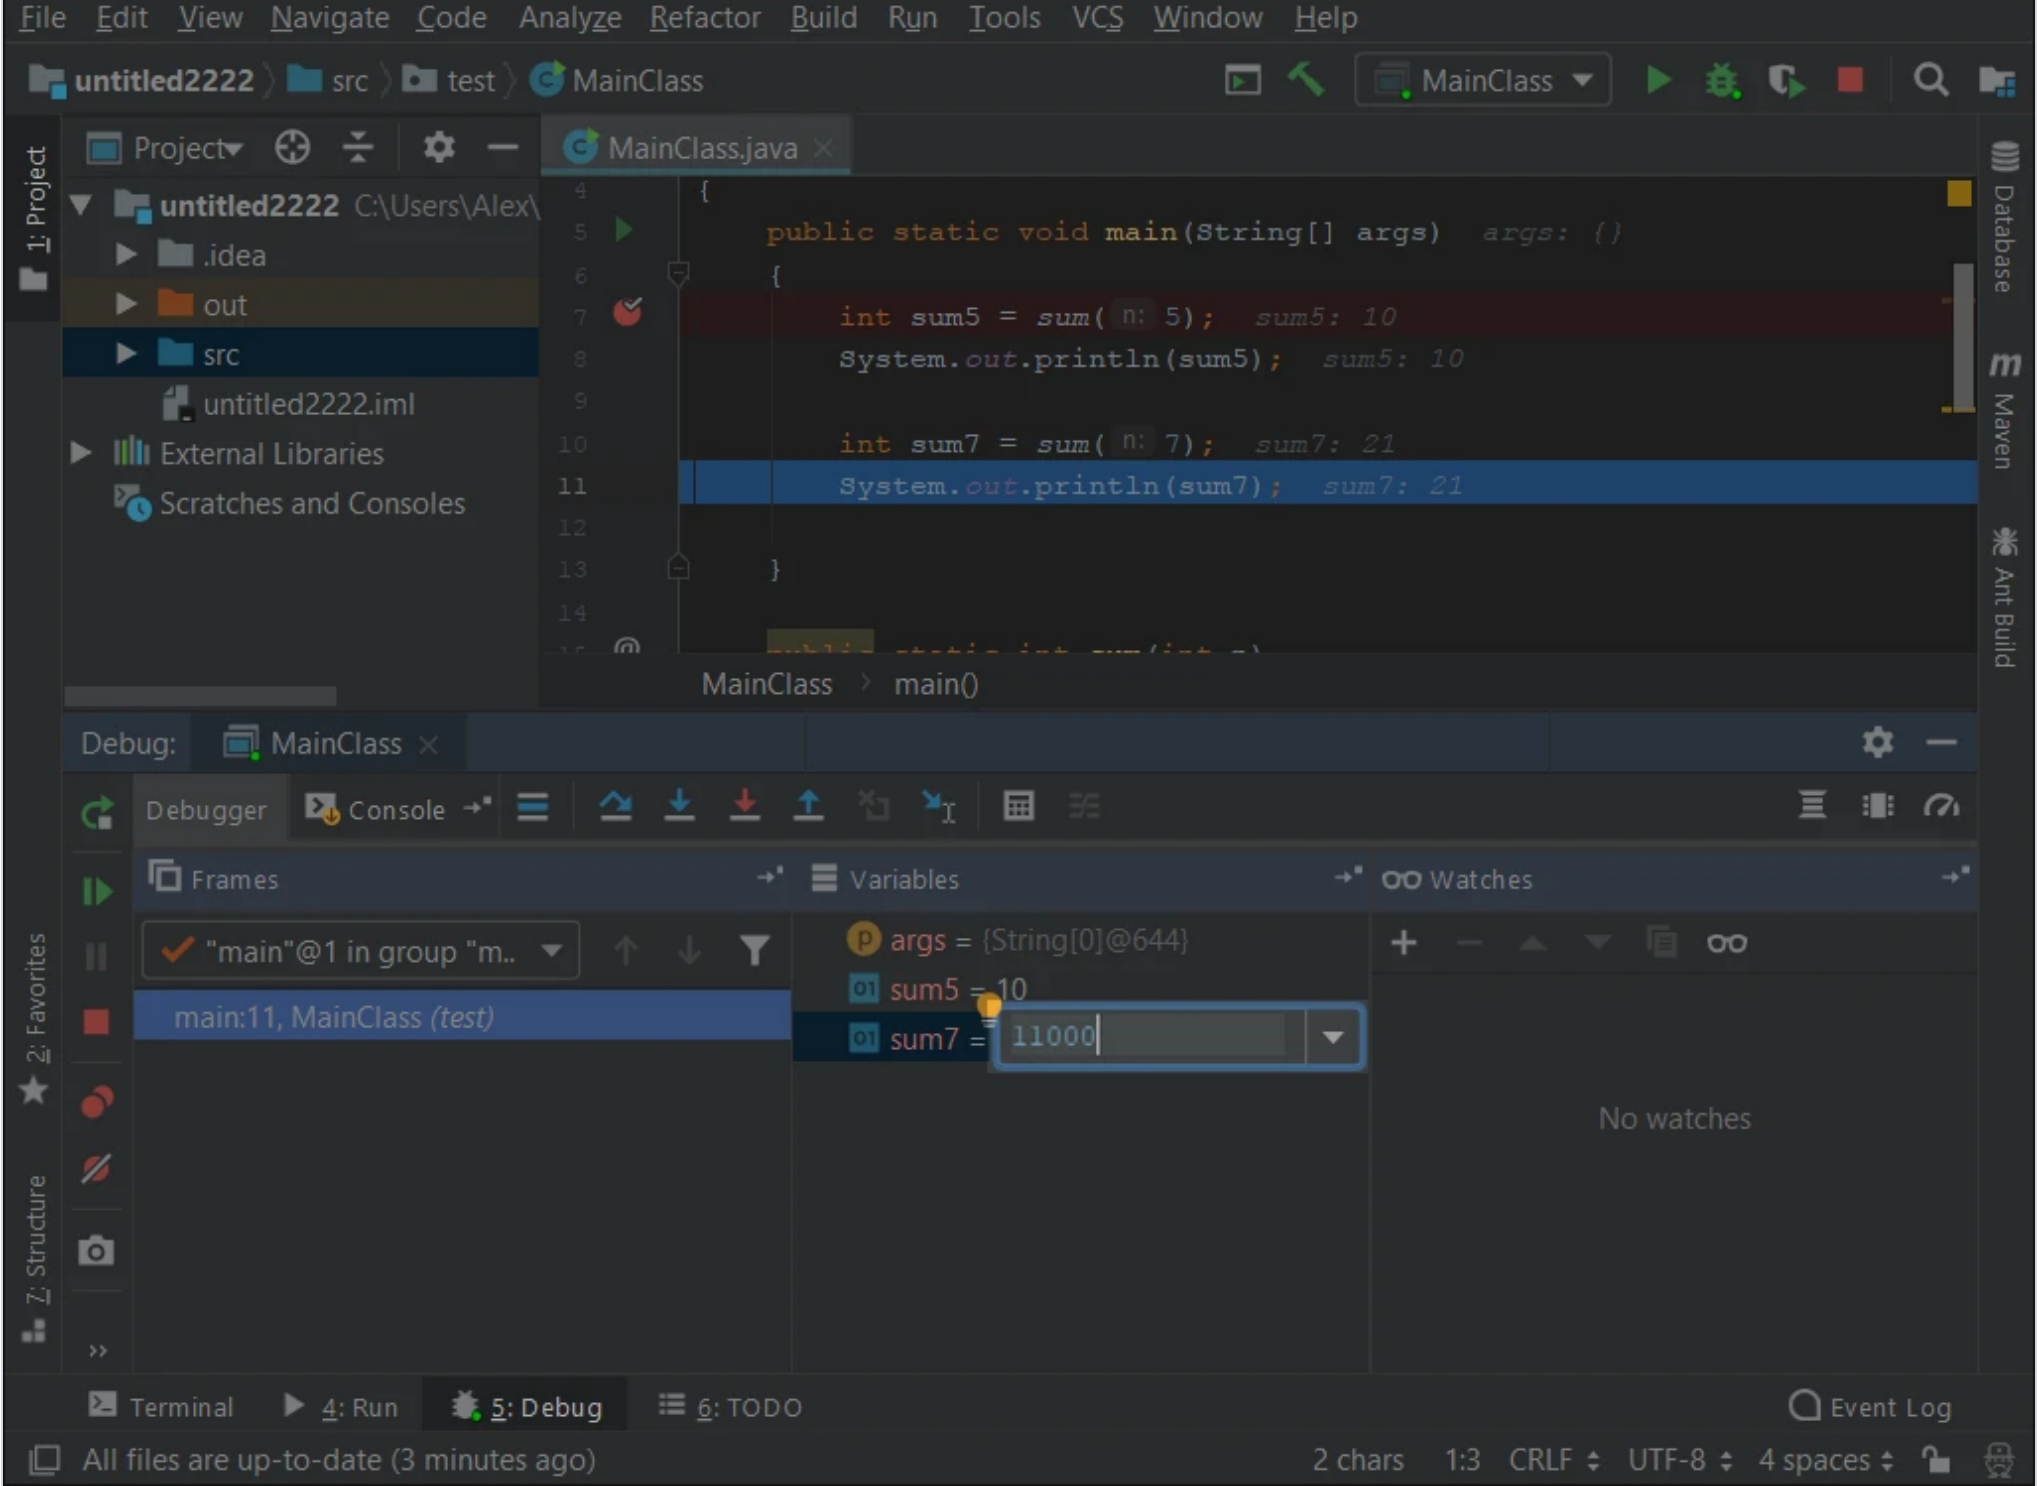 File Edit View Navigate Code Analyze Refactor Build Run Tools VCS Window Help
untitled2222 src test MainClass
MainClass
1: Project
Project
MainClass.java
untitled2222 C:\Users\Alex\
.idea
out
src
untitled2222.iml
External Libraries
Scratches and Consoles
4 {
5 public static void main(String[] args) args: {}
6 {
7 int sum5 = sum( n: 5); sum5: 10
8 System.out.println(sum5); sum5: 10
9
10 int sum7 = sum( n: 7); sum7: 21
11 System.out.println(sum7); sum7: 21
12
13 }
14
15 public static int sum(int n)
MainClass main()
Database
Maven
Ant Build
Debug: MainClass
Debugger Console
Frames
"main"@1 in group "m..
main:11, MainClass (test)
Variables
args = {String[0]@644}
sum5 = 10
sum7 = 11000
Watches
No watches
2: Favorites
7: Structure
Terminal 4: Run 5: Debug 6: TODO Event Log
All files are up-to-date (3 minutes ago) 2 chars 1:3 CRLF UTF-8 4 spaces